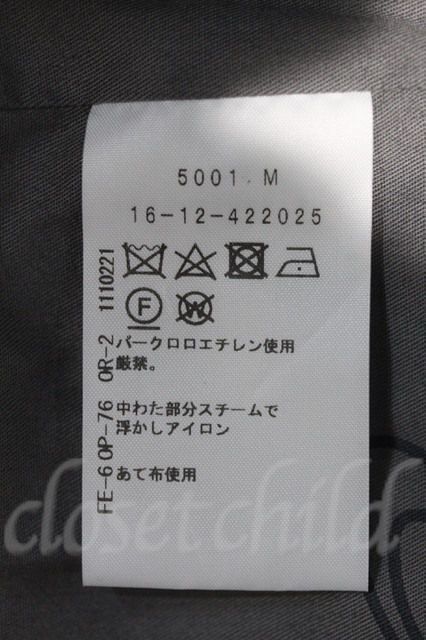 5001 M
16-12-422025
F
W
パークロロエチレン使用
厳禁。
中わた部分スチームで
浮かしアイロン
あて布使用
FE-6 OP-76 OR-2 1110221
closet child